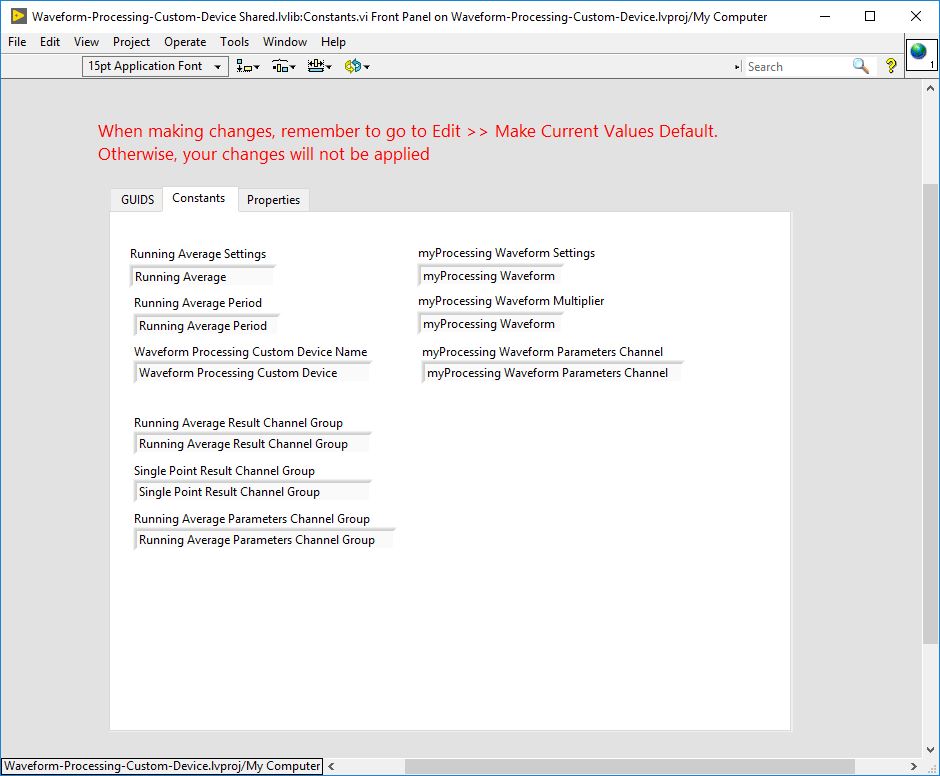 Waveform-Processing-Custom-Device Shared.lvlib:Constants.vi Front Panel on Waveform-Processing-Custom-Device.lvproj/My Computer
File Edit View Project Operate Tools Window Help
15pt Application Font Search ? 1
When making changes, remember to go to Edit >> Make Current Values Default.
Otherwise, your changes will not be applied
GUIDS Constants Properties
Running Average Settings
Running Average
Running Average Period
Running Average Period
Waveform Processing Custom Device Name
Waveform Processing Custom Device
Running Average Result Channel Group
Running Average Result Channel Group
Single Point Result Channel Group
Single Point Result Channel Group
Running Average Parameters Channel Group
Running Average Parameters Channel Group
myProcessing Waveform Settings
myProcessing Waveform
myProcessing Waveform Multiplier
myProcessing Waveform
myProcessing Waveform Parameters Channel
myProcessing Waveform Parameters Channel
Waveform-Processing-Custom-Device.lvproj/My Computer